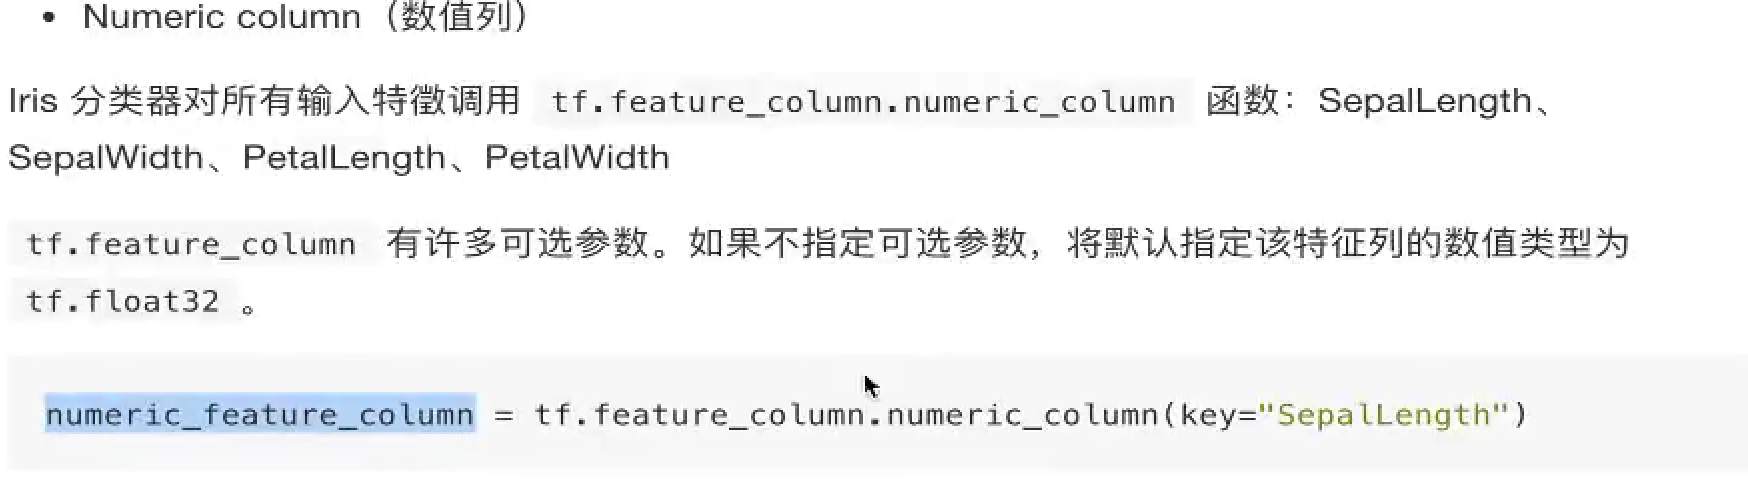 • Numeric column（数值列）
Iris 分类器对所有输入特徵调用 tf.feature_column.numeric_column 函数：SepalLength、
SepalWidth、PetalLength、PetalWidth
tf.feature_column 有许多可选参数。如果不指定可选参数，将默认指定该特征列的数值类型为
tf.float32 。
numeric_feature_column = tf.feature_column.numeric_column(key="SepalLength")